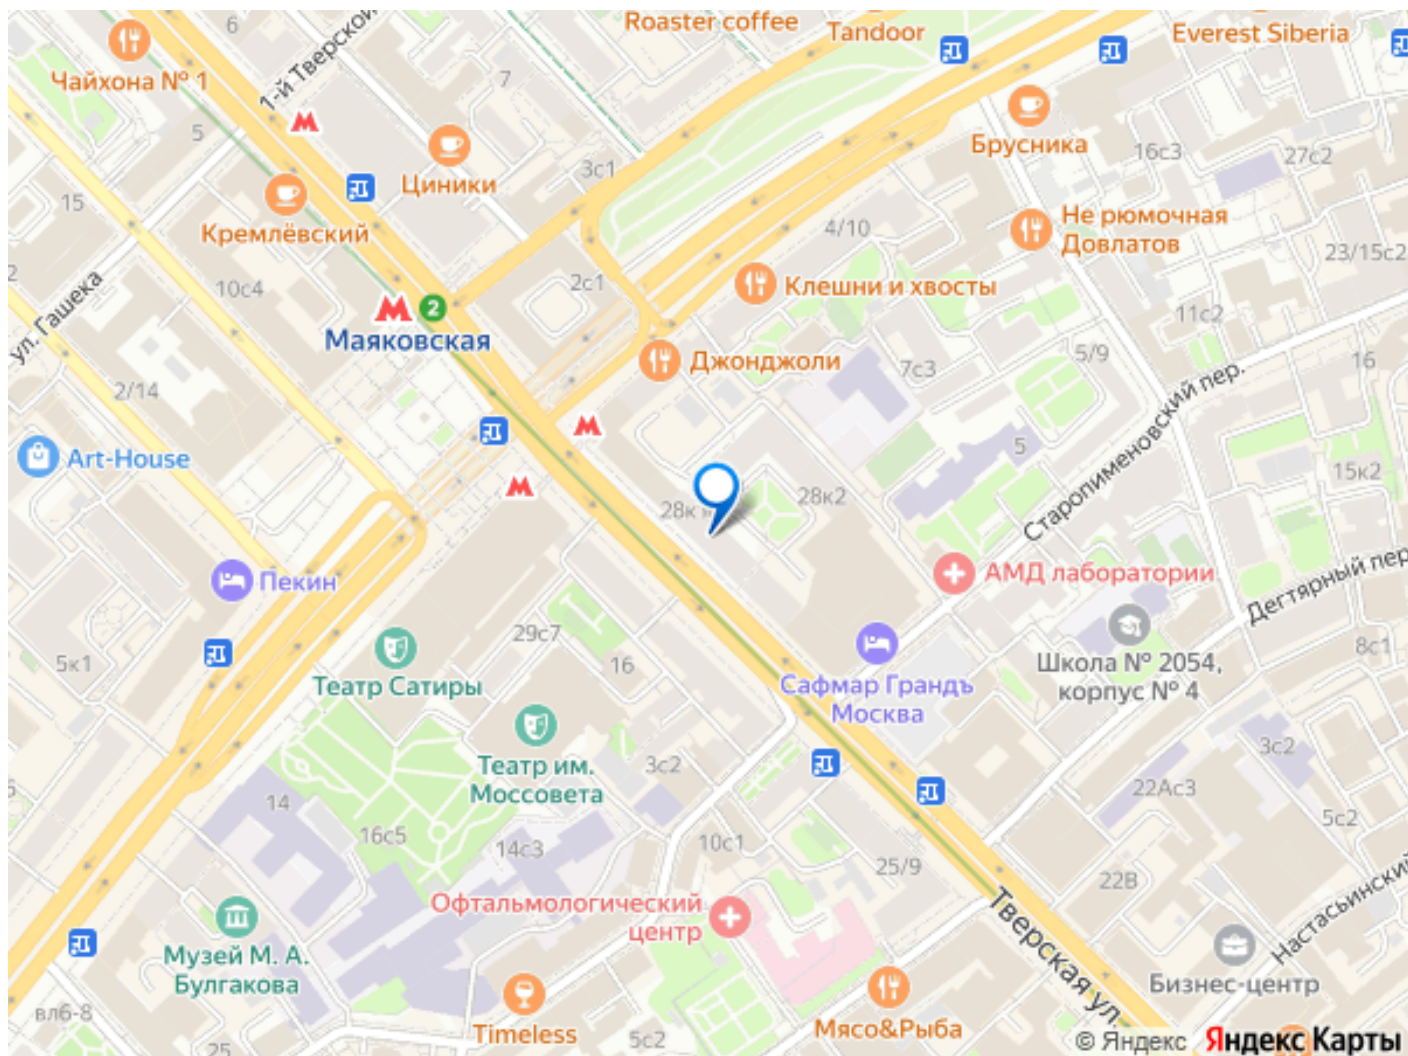 Roaster coffee
Tandoor
Everest Siberia
6
Чайхона № 1
1-й Тверской
7
5
Брусника
16с3
27с2
3с1
Циники
15
Кремлёвский
4/10
Не рюмочная
Довлатов
23/15с2
2
10с4
2с1
Клешни и хвосты
ул. Гашека
2
Маяковская
11с2
Джонджоли
7с3
5/9
16
2/14
Старопименовский пер.
Art-House
5
15к2
28к
28к2
Пекин
АМД лаборатории
Дегтярный пер
29с7
5к1
16
Театр Сатиры
Сафмар Грандъ
Москва
Школа № 2054,
корпус № 4
8с1
Театр им.
Моссовета
3с2
3с2
14
22Ас3
16с5
14с3
10с1
5с2
25/9
22В
Офтальмологический
центр
Тверская ул.
Настасьинский
Музей М. А.
Булгакова
Бизнес-центр
вл6-8
Timeless
5с2
Мясо&Рыба
25
© Яндекс Яндекс Карты